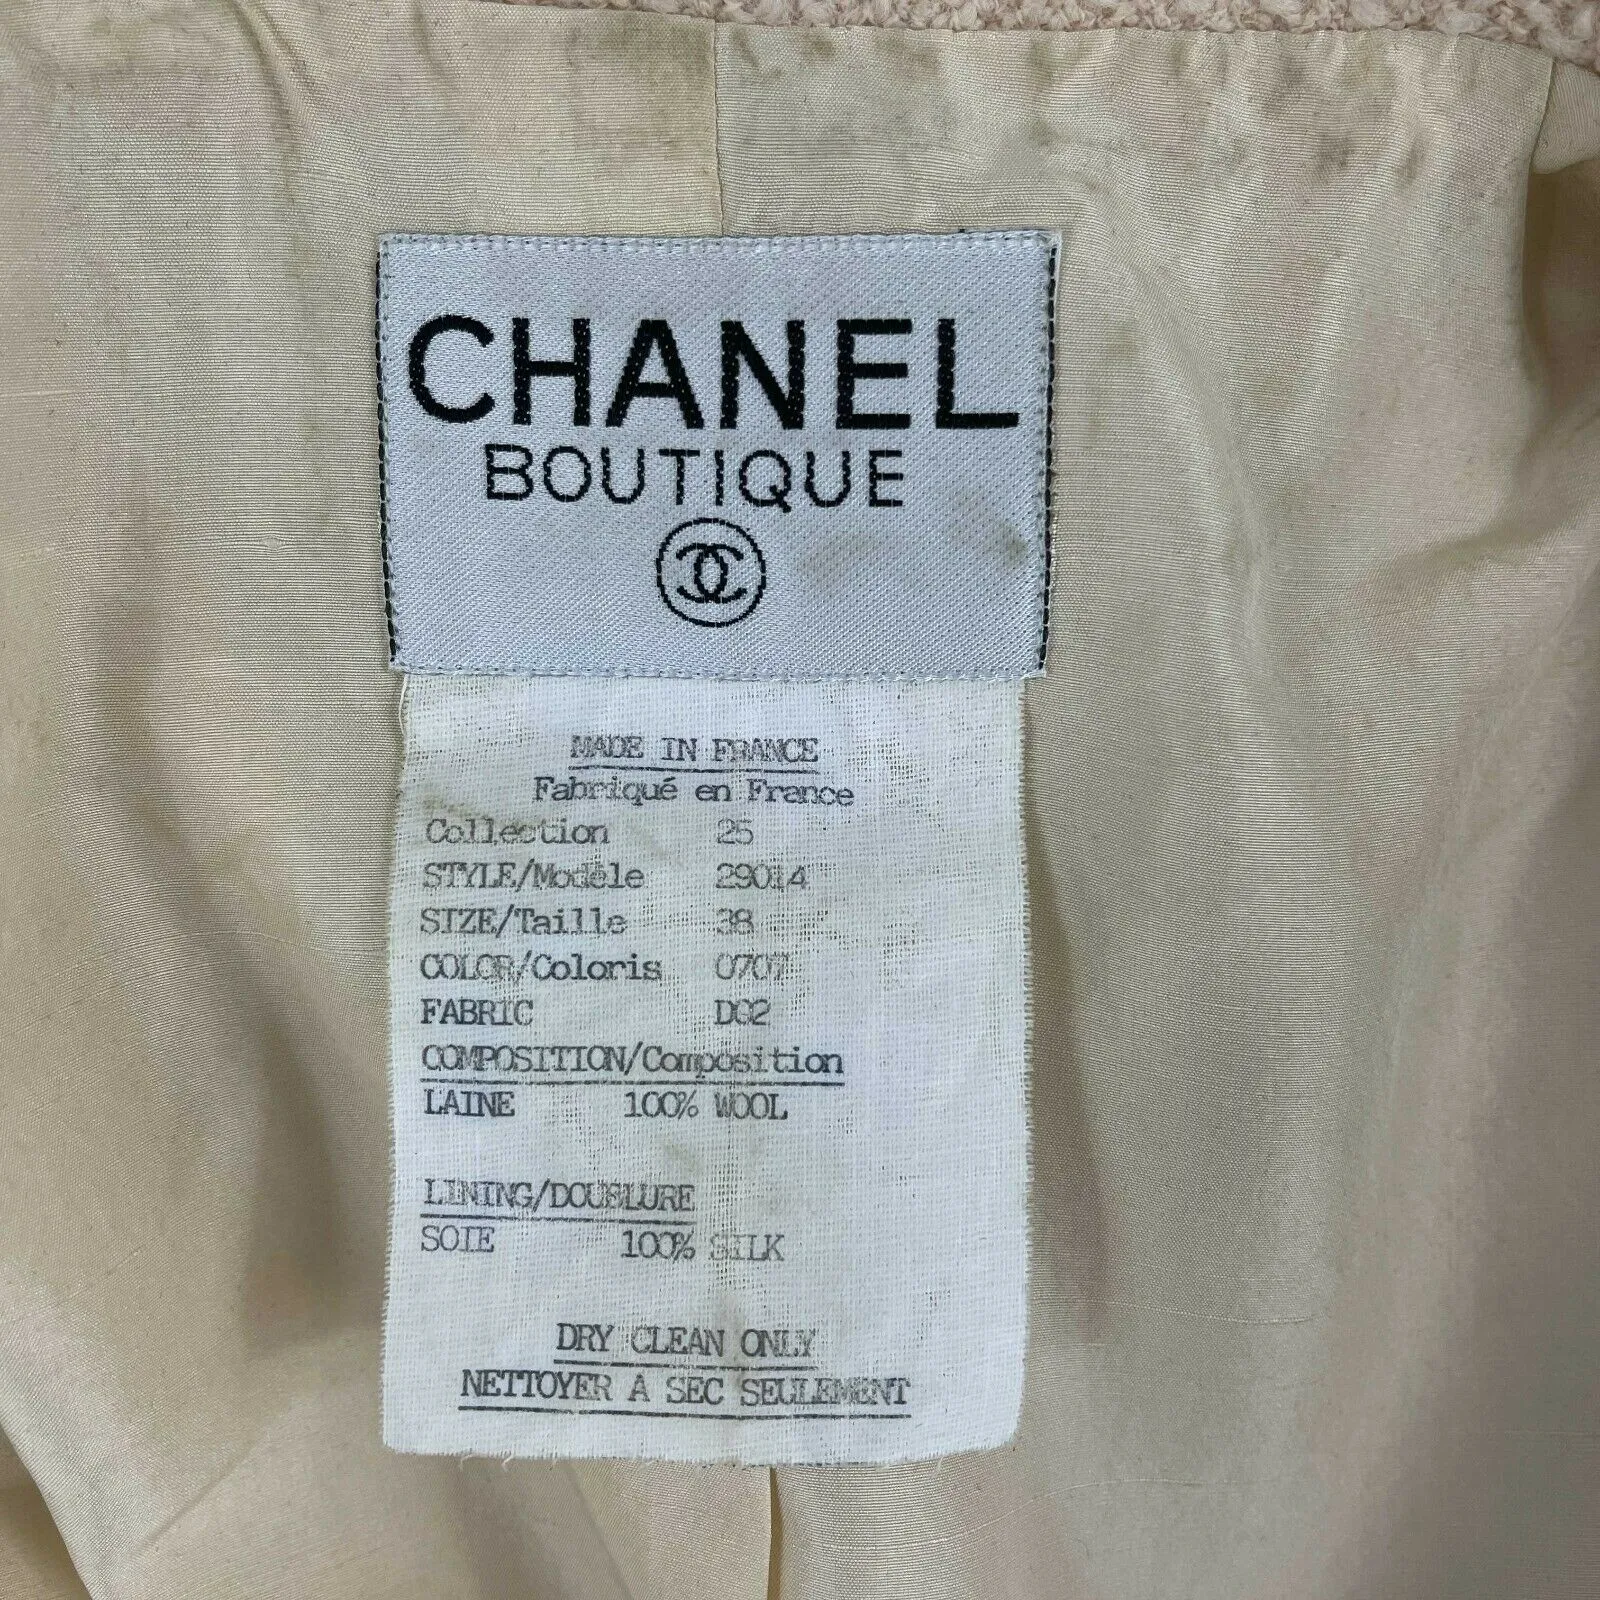 CHANEL
BOUTIQUE
MADE IN FRANCE
Fabriqué en France
Collection 25
STYLE/Modèle 29014
SIZE/Taille 38
COLOR/Coloris 0707
FABRIC D02
COMPOSITION/Composition
LAINE 100% WOOL
LINING/DOUBLURE
SOIE 100% SILK
DRY CLEAN ONLY
NETTOYER A SEC SEULEMENT